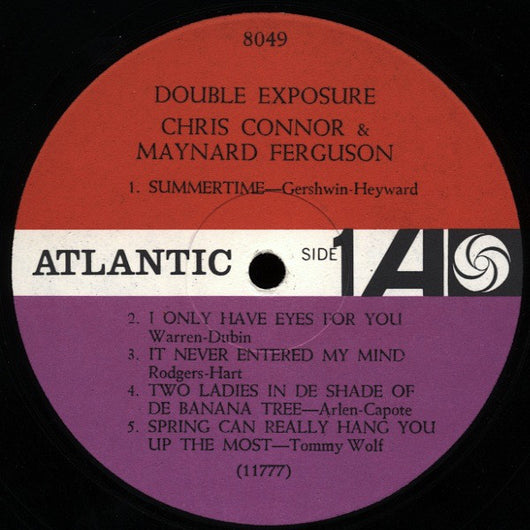 8049
DOUBLE EXPOSURE
CHRIS CONNOR &
MAYNARD FERGUSON
1. SUMMERTIME—Gershwin-Heyward
ATLANTIC SIDE 1 A
2. I ONLY HAVE EYES FOR YOU
Warren-Dubin
3. IT NEVER ENTERED MY MIND
Rodgers-Hart
4. TWO LADIES IN DE SHADE OF
DE BANANA TREE—Arlen-Capote
5. SPRING CAN REALLY HANG YOU
UP THE MOST—Tommy Wolf
(11777)